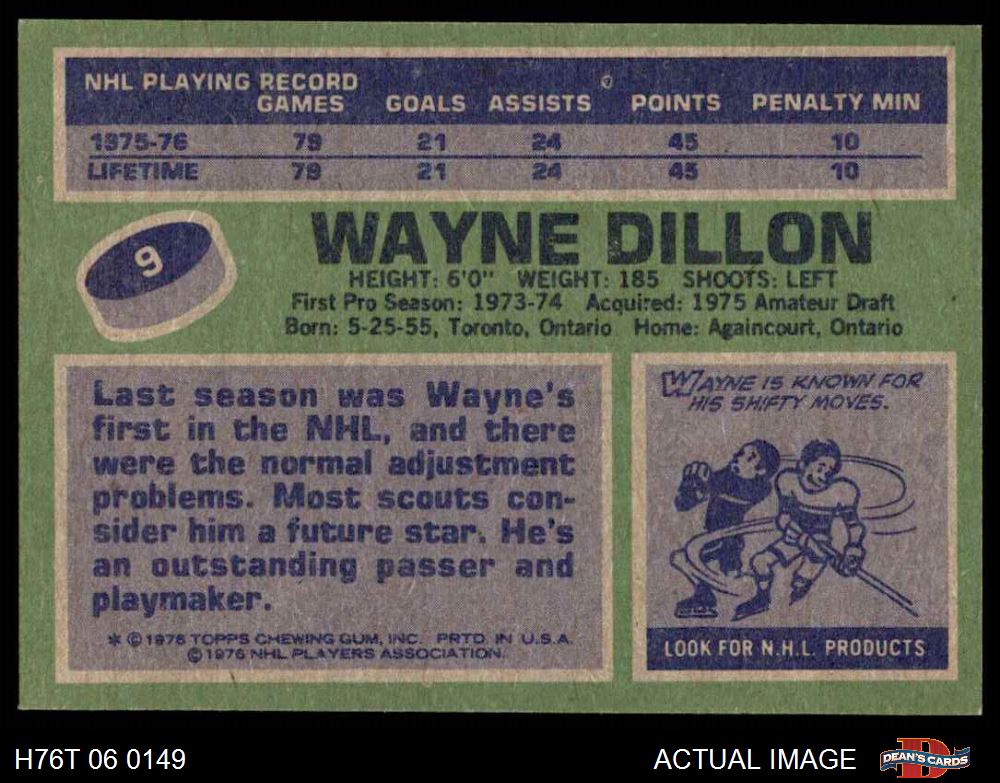 NHL PLAYING RECORD
GAMES GOALS ASSISTS POINTS PENALTY MIN
1975-76 79 21 24 45 10
LIFETIME 79 21 24 45 10
9
WAYNE DILLON
HEIGHT: 6'0" WEIGHT: 185 SHOOTS: LEFT
First Pro Season: 1973-74 Acquired: 1975 Amateur Draft
Born: 5-25-55, Toronto, Ontario Home: Againcourt, Ontario
Last season was Wayne's
first in the NHL, and there
were the normal adjustment
problems. Most scouts con-
sider him a future star. He's
an outstanding passer and
playmaker.
* © 1976 TOPPS CHEWING GUM, INC. PRTD. IN U.S.A.
© 1976 NHL PLAYERS ASSOCIATION.
WAYNE IS KNOWN FOR
HIS SHIFTY MOVES.
LOOK FOR N.H.L. PRODUCTS
H76T 06 0149 ACTUAL IMAGE DEAN'S CARDS